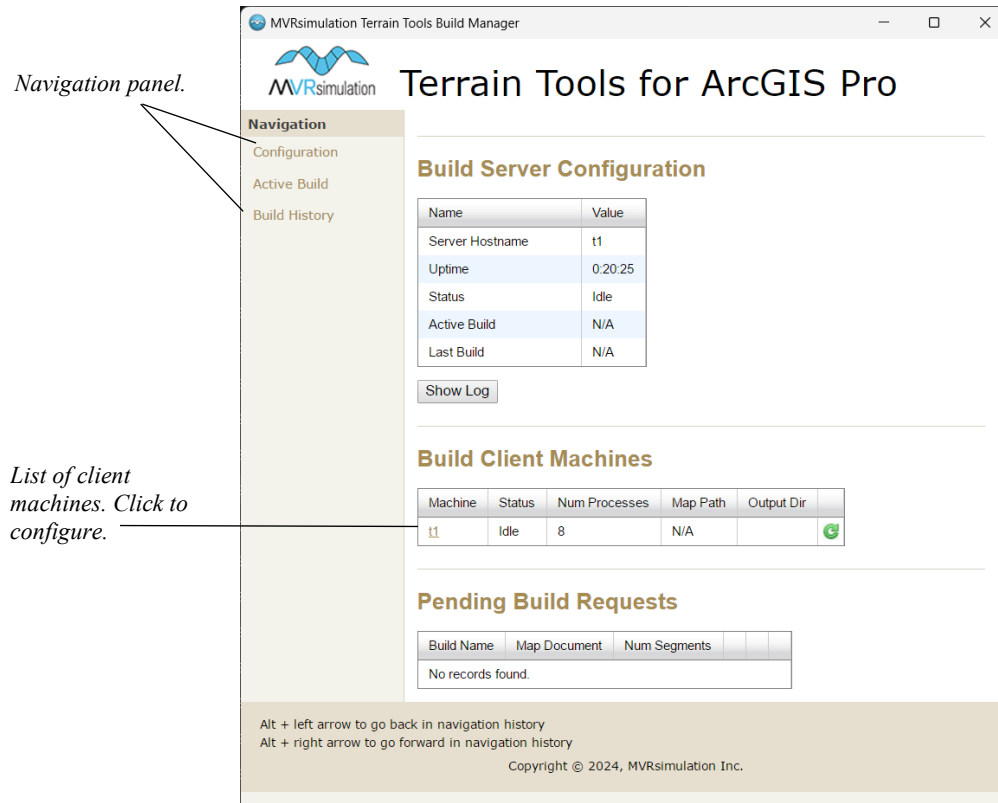 MVRsimulation Terrain Tools Build Manager
MVRsimulation
Terrain Tools for ArcGIS Pro
Navigation panel.
Navigation
Configuration
Active Build
Build History
Build Server Configuration
Name Value
Server Hostname t1
Uptime 0:20:25
Status Idle
Active Build N/A
Last Build N/A
Show Log
List of client
machines. Click to
configure.
Build Client Machines
Machine Status Num Processes Map Path Output Dir
t1 Idle 8 N/A
Pending Build Requests
Build Name Map Document Num Segments
No records found.
Alt + left arrow to go back in navigation history
Alt + right arrow to go forward in navigation history
Copyright © 2024, MVRsimulation Inc.